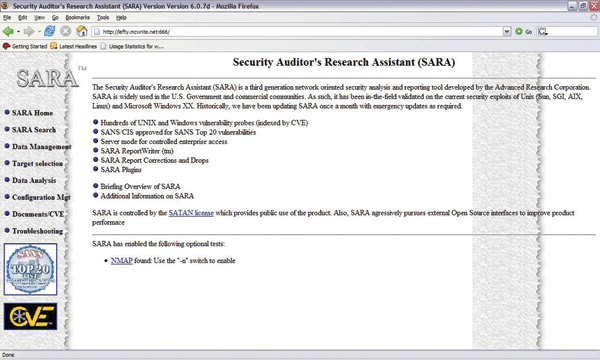 Security Auditor's Research Assistant (SARA) Version Version 6.0.7d - Mozilla Firefox
File Edit View Go Bookmarks Tools Help
http://lefty.mcwrite.net:666/
Go
Getting Started Latest Headlines Usage Statistics for w...
SARA TM
SARA Home
SARA Search
Data Management
Target selection
Data Analysis
Configuration Mgt
Documents/CVE
Troubleshooting
SANS
TOP 20
LIST
CVE
Security Auditor's Research Assistant (SARA)
The Security Auditor's Research Assistant (SARA) is a third generation network oriented security analysis and reporting tool developed by the Advanced Research Corporation.
SARA is widely used in the U.S. Government and commercial communities. As such, it has been in-the-field validated on the current security exploits of Unix (Sun, SGI, AIX,
Linux) and Microsoft Windows XX. Historically, we have been updating SARA once a month with emergency updates as required.
Hundreds of UNIX and Windows vulnerability probes (indexed by CVE)
SANS/CIS approved for SANS Top 20 vulnerabilities
Server mode for controlled enterprise access
SARA ReportWriter (tm)
SARA Report Corrections and Drops
SARA Plugins
Briefing Overview of SARA
Additional Information on SARA
SARA is controlled by the SATAN license which provides public use of the product. Also, SARA agressively pursues external Open Source interfaces to improve product
performance
SARA has enabled the following optional tests:
NMAP found: Use the "-n" switch to enable
Done